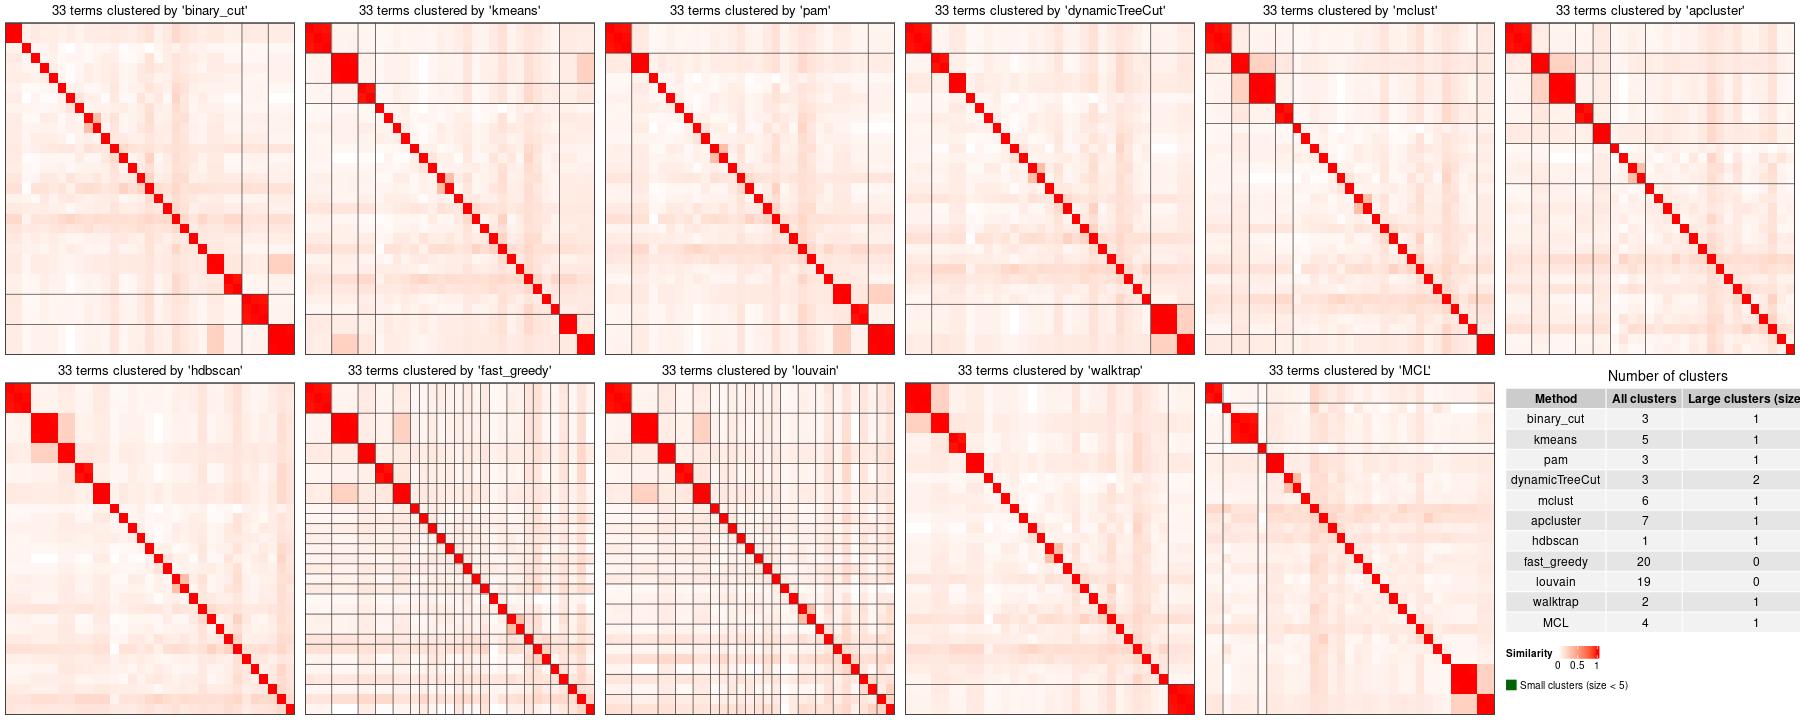 33 terms clustered by 'binary_cut'
33 terms clustered by 'kmeans'
33 terms clustered by 'pam'
33 terms clustered by 'dynamicTreeCut'
33 terms clustered by 'mclust'
33 terms clustered by 'apcluster'
33 terms clustered by 'hdbscan'
33 terms clustered by 'fast_greedy'
33 terms clustered by 'louvain'
33 terms clustered by 'walktrap'
33 terms clustered by 'MCL'
Number of clusters
Method All clusters Large clusters (size
binary_cut 3 1
kmeans 5 1
pam 3 1
dynamicTreeCut 3 2
mclust 6 1
apcluster 7 1
hdbscan 1 1
fast_greedy 20 0
louvain 19 0
walktrap 2 1
MCL 4 1
Similarity
0 0.5 1
Small clusters (size < 5)